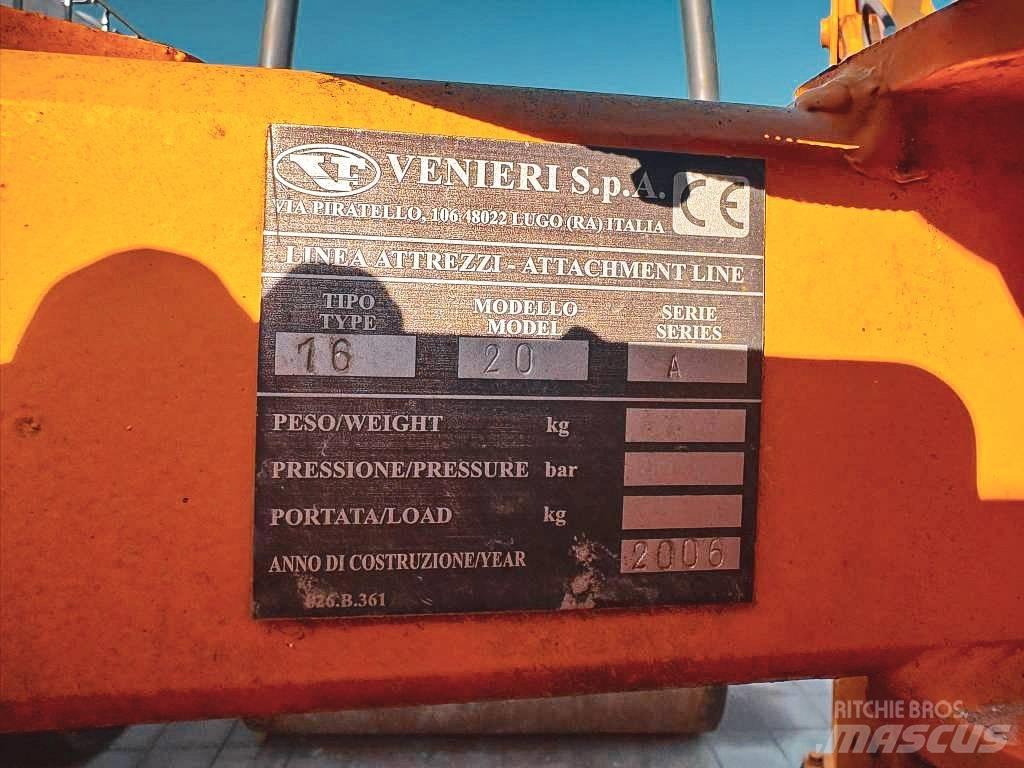 VENIERI S.p.A.
CE
VIA PIRATELLO, 106 48022 LUGO (RA) ITALIA
LINEA ATTREZZI - ATTACHMENT LINE
TIPO MODELLO SERIE
TYPE MODEL SERIES
16 20 A
PESO/WEIGHT kg
PRESSIONE/PRESSURE bar
PORTATA/LOAD kg
ANNO DI COSTRUZIONE/YEAR 2006
826.B.361
RITCHIE BROS.
MASCUS